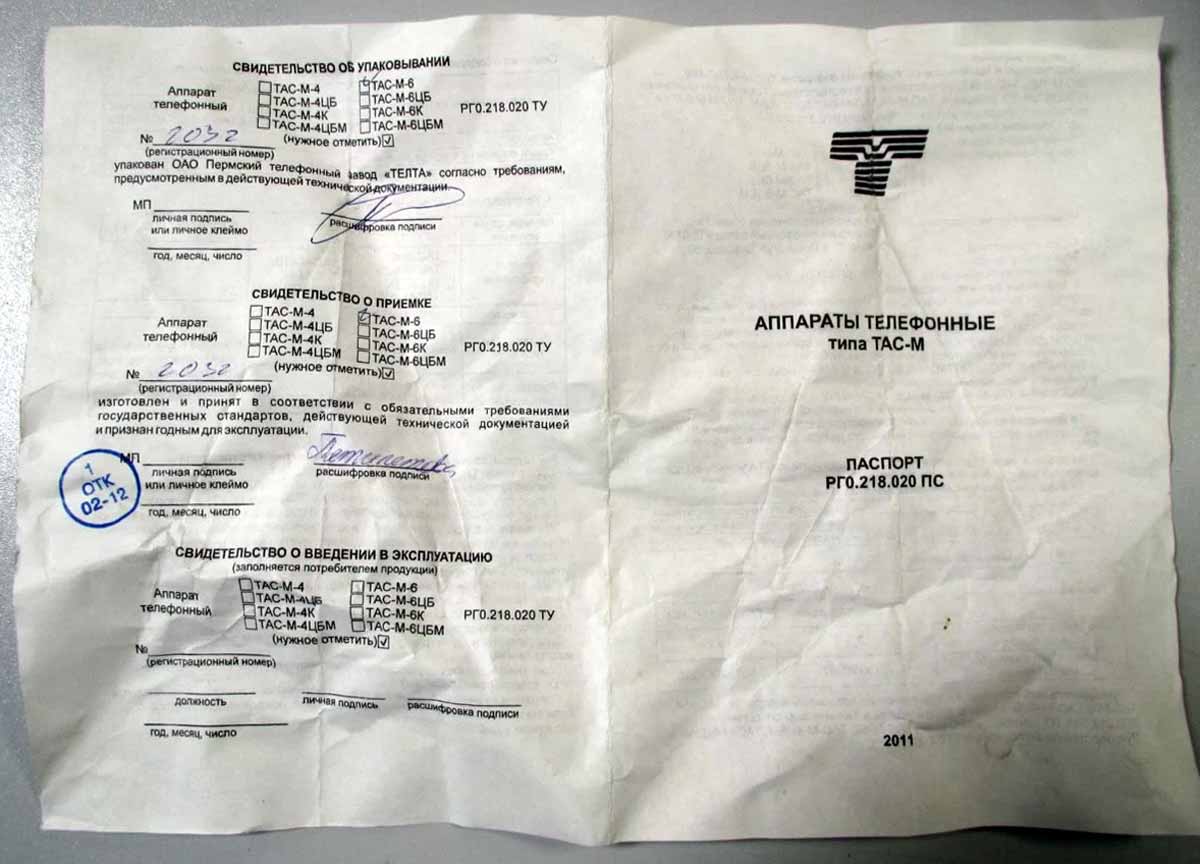 СВИДЕТЕЛЬСТВО ОБ УПАКОВЫВАНИИ
Аппарат телефонный
ТАС-М-4 ТАС-М-6
ТАС-М-4ЦБ ТАС-М-6ЦБ
ТАС-М-4К ТАС-М-6К
ТАС-М-4ЦБМ ТАС-М-6ЦБМ
РГ0.218.020 ТУ
(нужное отметить)☑
№ 2032
(регистрационный номер)
упакован ОАО Пермский телефонный завод «ТЕЛТА» согласно требованиям,
предусмотренным в действующей технической документации.
МП
личная подпись
или личное клеймо
расшифровка подписи
год, месяц, число
СВИДЕТЕЛЬСТВО О ПРИЕМКЕ
Аппарат телефонный
ТАС-М-4 ТАС-М-6
ТАС-М-4ЦБ ТАС-М-6ЦБ
ТАС-М-4К ТАС-М-6К
ТАС-М-4ЦБМ ТАС-М-6ЦБМ
РГ0.218.020 ТУ
(нужное отметить)☑
№ 2032
(регистрационный номер)
изготовлен и принят в соответствии с обязательными требованиями
государственных стандартов, действующей технической документацией
и признан годным для эксплуатации.
МП
личная подпись
или личное клеймо
расшифровка подписи
год, месяц, число
1
ОТК
02-12
СВИДЕТЕЛЬСТВО О ВВЕДЕНИИ В ЭКСПЛУАТАЦИЮ
(заполняется потребителем продукции)
Аппарат телефонный
ТАС-М-4 ТАС-М-6
ТАС-М-4ЦБ ТАС-М-6ЦБ
ТАС-М-4К ТАС-М-6К
ТАС-М-4ЦБМ ТАС-М-6ЦБМ
РГ0.218.020 ТУ
(нужное отметить)☑
№
(регистрационный номер)
должность личная подпись расшифровка подписи
год, месяц, число
АППАРАТЫ ТЕЛЕФОННЫЕ
типа ТАС-М
ПАСПОРТ
РГ0.218.020 ПС
2011